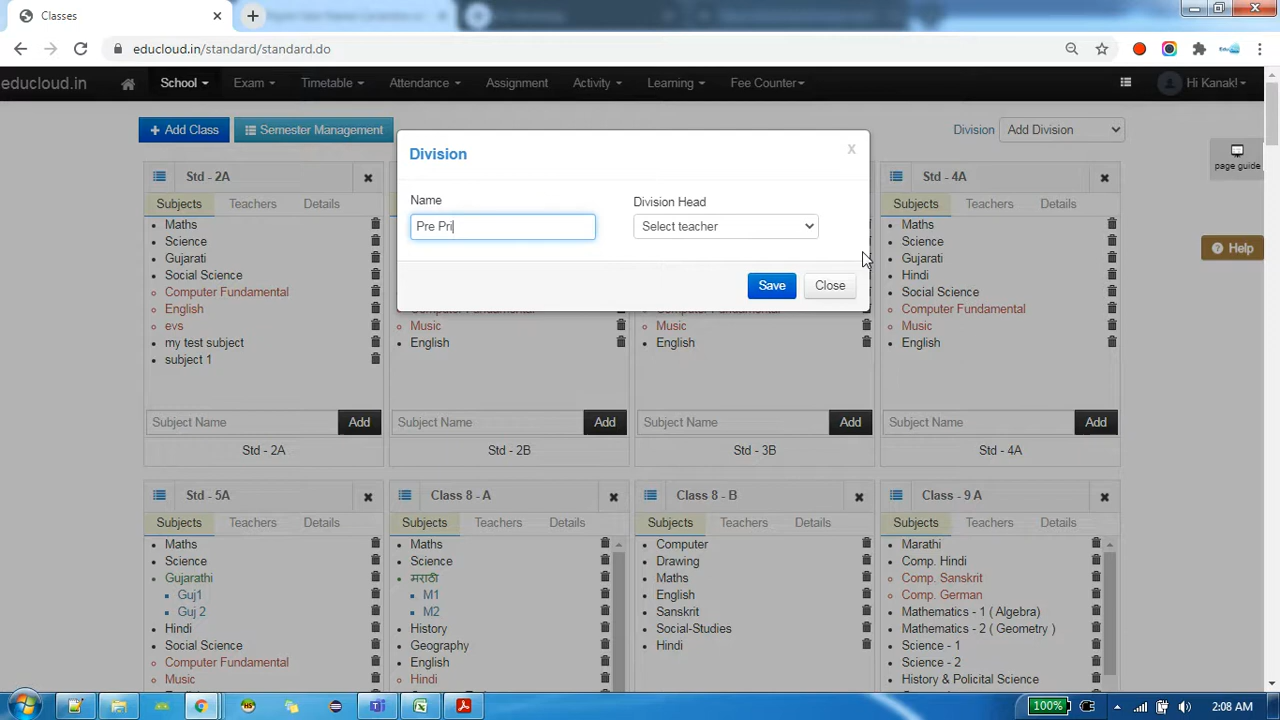 Classes
educloud.in/standard/standard.do
educloud.in School Exam Timetable Attendance Assignment Activity Learning Fee Counter Hi Kanak!
+ Add Class Semester Management Division Add Division
page guide
Help
Division X
Name Division Head
Pre Pri Select teacher
Save Close
Std - 2A
Subjects Teachers Details
Maths
Science
Gujarati
Social Science
Computer Fundamental
English
evs
my test subject
subject 1
Subject Name Add
Std - 2A
Music
English
Subject Name Add
Std - 2B
Music
English
Subject Name Add
Std - 3B
Std - 4A
Subjects Teachers Details
Maths
Science
Gujarati
Hindi
Social Science
Computer Fundamental
Music
English
Subject Name Add
Std - 4A
Std - 5A
Subjects Teachers Details
Maths
Science
Gujarathi
Guj1
Guj 2
Hindi
Social Science
Computer Fundamental
Music
Class 8 - A
Subjects Teachers Details
Maths
Science
मराठी
M1
M2
History
Geography
English
Hindi
Class 8 - B
Subjects Teachers Details
Computer
Drawing
Maths
English
Sanskrit
Social-Studies
Hindi
Class - 9 A
Subjects Teachers Details
Marathi
Comp. Hindi
Comp. Sanskrit
Comp. German
Mathematics - 1 ( Algebra)
Mathematics - 2 ( Geometry )
Science - 1
Science - 2
History & Policital Science
100% 2:08 AM